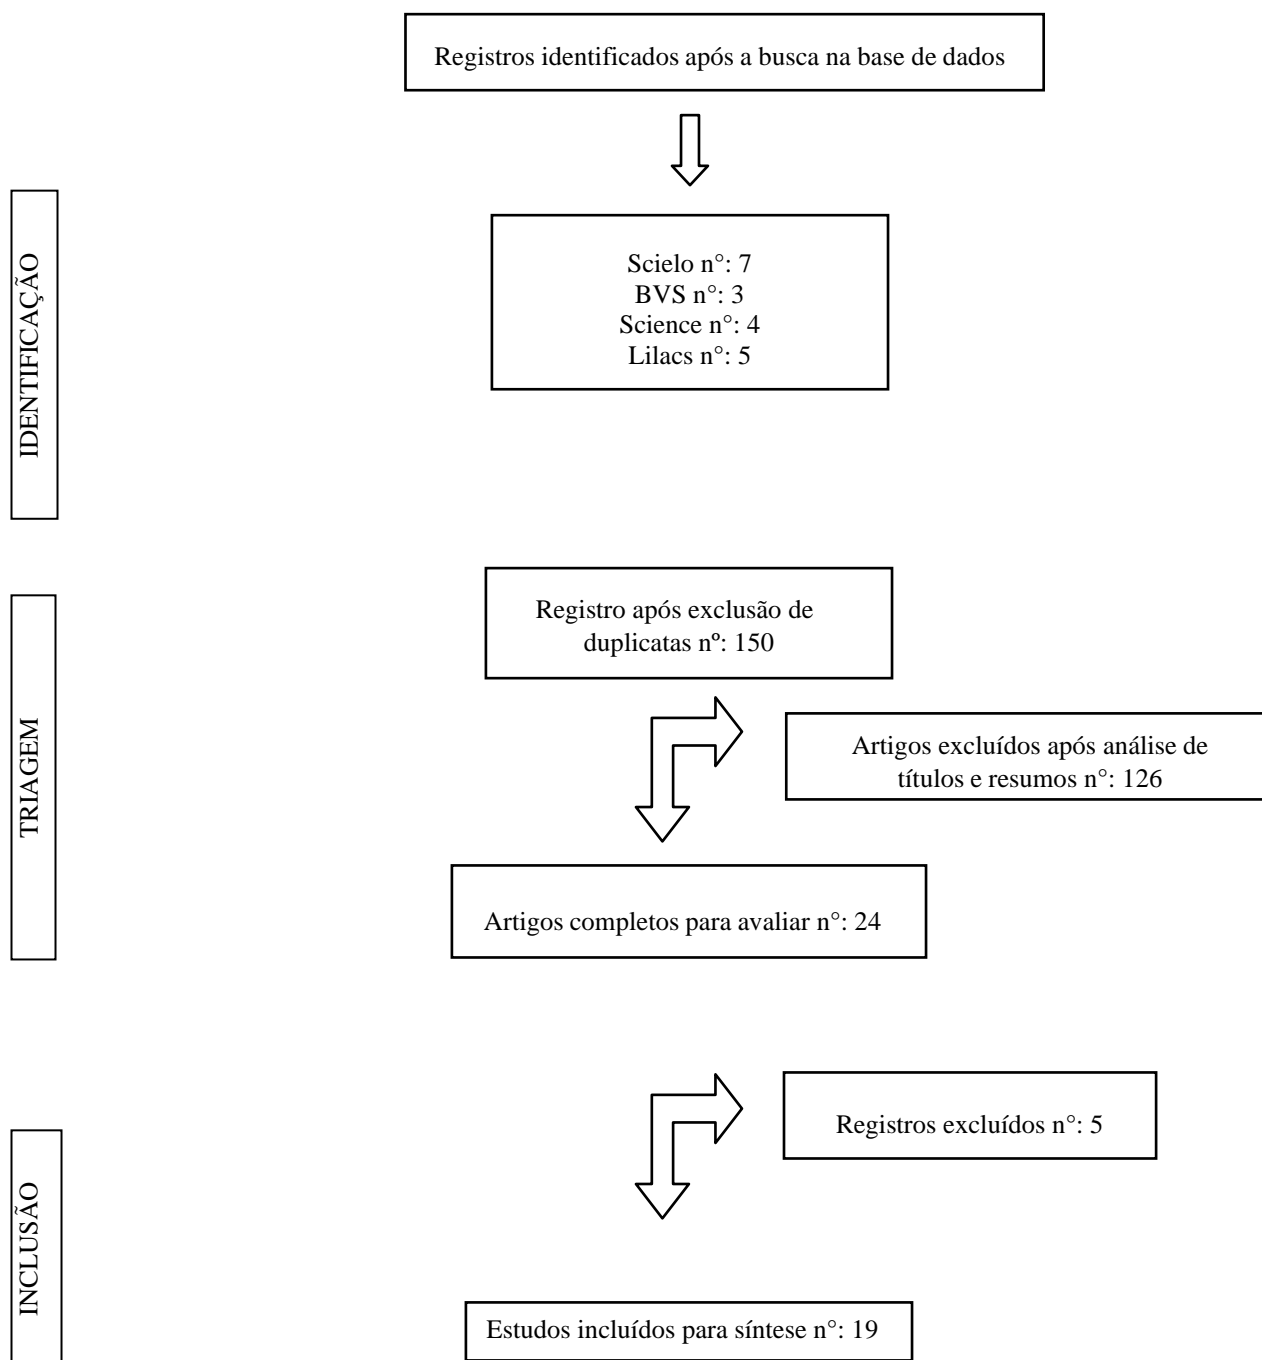 Registros identificados após a busca na base de dados
IDENTIFICAÇÃO
Scielo n°: 7
BVS n°: 3
Science n°: 4
Lilacs n°: 5
TRIAGEM
Registro após exclusão de
duplicatas nº: 150
Artigos excluídos após análise de
títulos e resumos n°: 126
Artigos completos para avaliar n°: 24
INCLUSÃO
Registros excluídos n°: 5
Estudos incluídos para síntese n°: 19